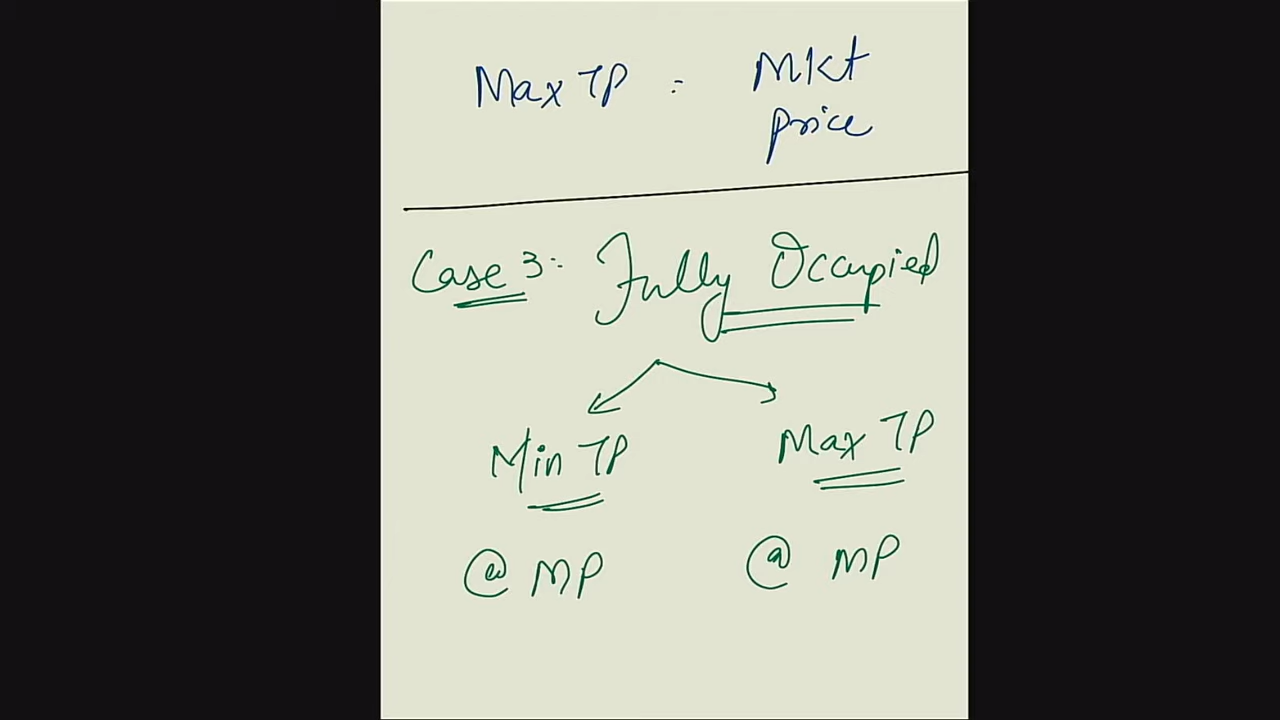 Max TP : Mkt
price
Case 3:- Fully Occupied
Min TP Max TP
@ MP @ MP